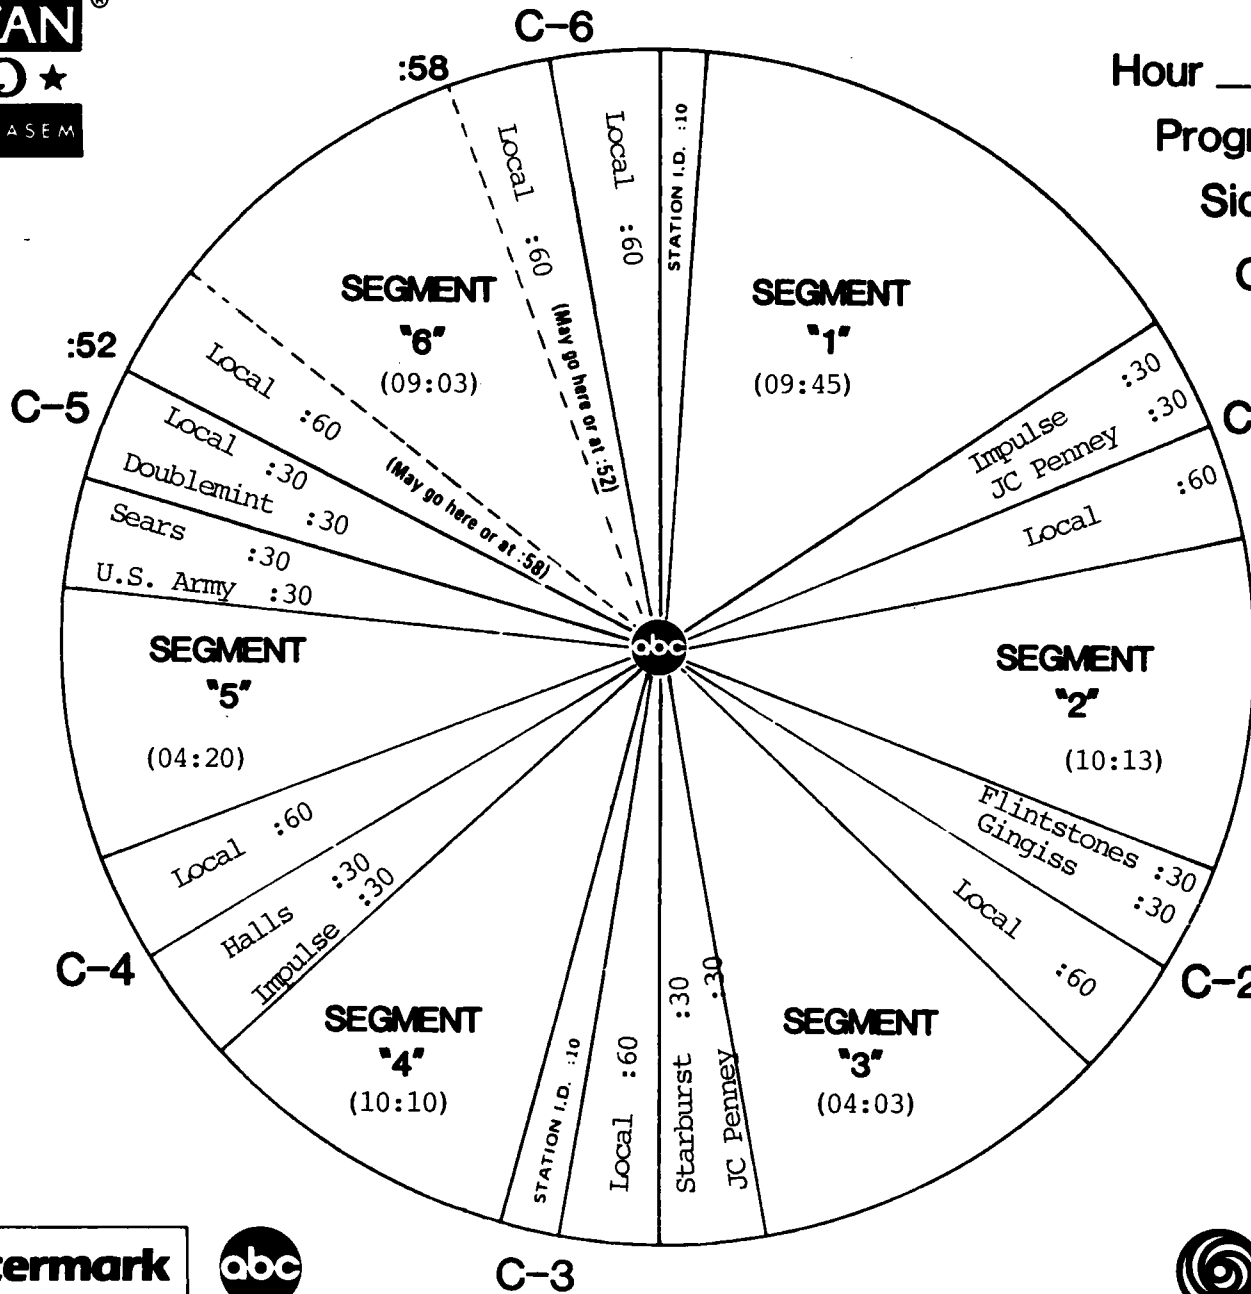 ®
C-6
:58
Hour
ASEM
Local :60
(May go here or at :52)
Local :60
STATION I.D. :10
SEGMENT
"1"
(09:45)
Impulse :30
JC Penney :30
Local :60
SEGMENT
"2"
(10:13)
Flintstones :30
Gingiss :30
C-2
Local :60
SEGMENT
"3"
(04:03)
JC Penney :30
Starburst :30
C-3
Local :60
STATION I.D. :10
SEGMENT
"4"
(10:10)
Impulse :30
Halls :30
C-4
Local :60
SEGMENT
"5"
(04:20)
U.S. Army :30
Sears :30
Doublemint :30
Local :30
C-5
:52
Local :60
(May go here or at :58)
SEGMENT
"6"
(09:03)
abc
termark
abc